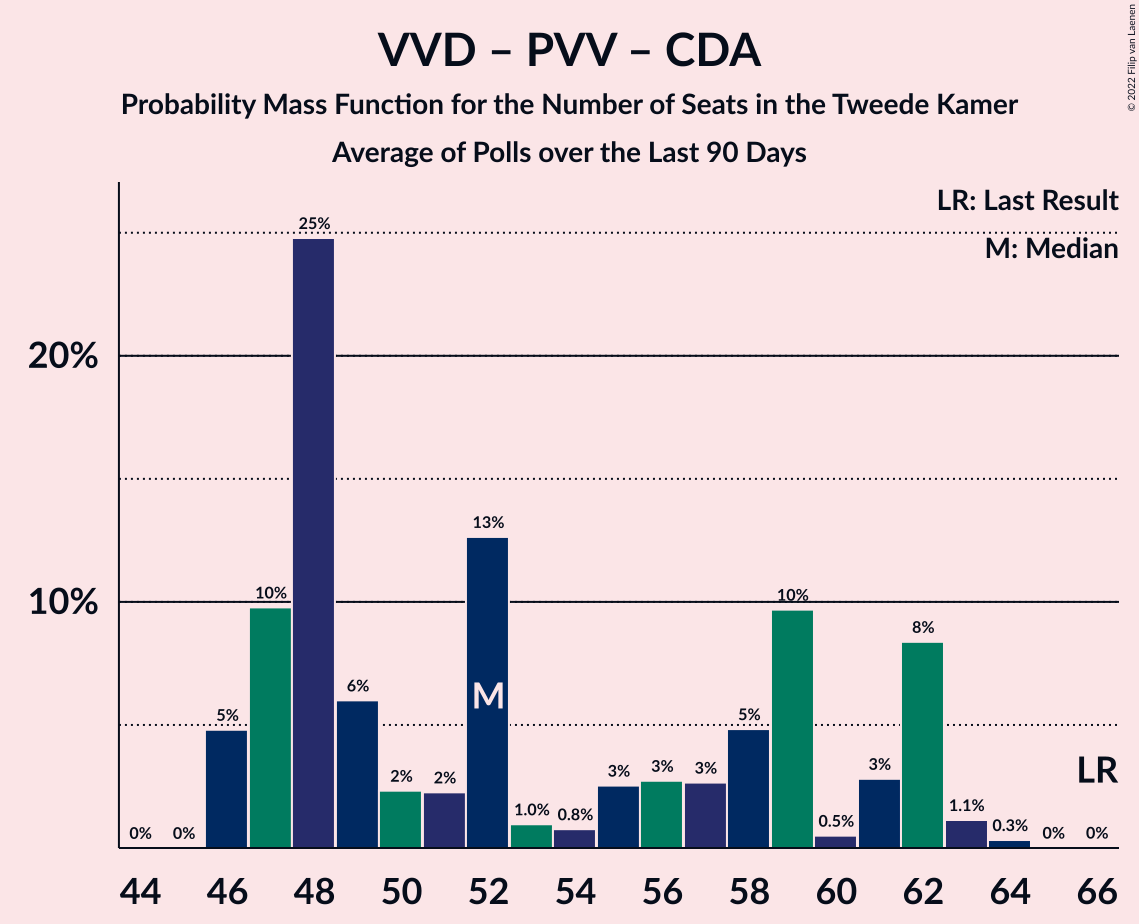 VVD – PVV – CDA
Probability Mass Function for the Number of Seats in the Tweede Kamer
Average of Polls over the Last 90 Days
© 2022 Filip van Laenen
LR: Last Result
M: Median
25%
20%
13%
10%
10%
10%
8%
6%
M
5%
5%
LR
2%
2%
3%
3%
3%
3%
1.0%
0.8%
0.5%
1.1%
0.3%
0%
0%
0%
0%
44 46 48 50 52 54 56 58 60 62 64 66